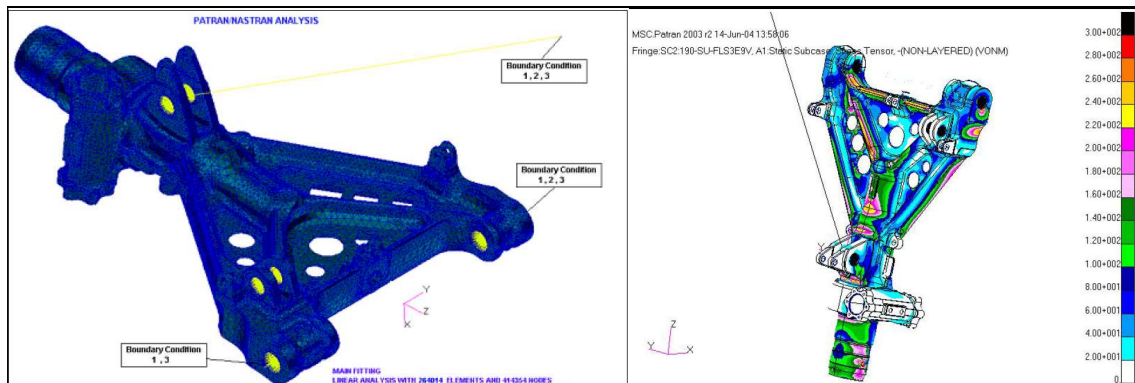 PATRAN/NASTRAN ANALYSIS
Boundary Condition
1, 2, 3
Boundary Condition
1, 2, 3
Boundary Condition
1, 3
Y
Z
X
MAIN FITTING
LINEAR ANALYSIS WITH 264014 ELEMENTS AND 414354 NODES
MSC.Patran 2003 r2 14-Jun-04 13:58:06
Fringe:SC2:190-SU-FLS3E9V, A1:Static Subcase, Tensor, -(NON-LAYERED) (VONM)
3.00+002
2.80+002
2.60+002
2.40+002
2.20+002
2.00+002
1.80+002
1.60+002
1.40+002
1.20+002
1.00+002
8.00+001
6.00+001
4.00+001
2.00+001
0.
Y
Z
Y
X